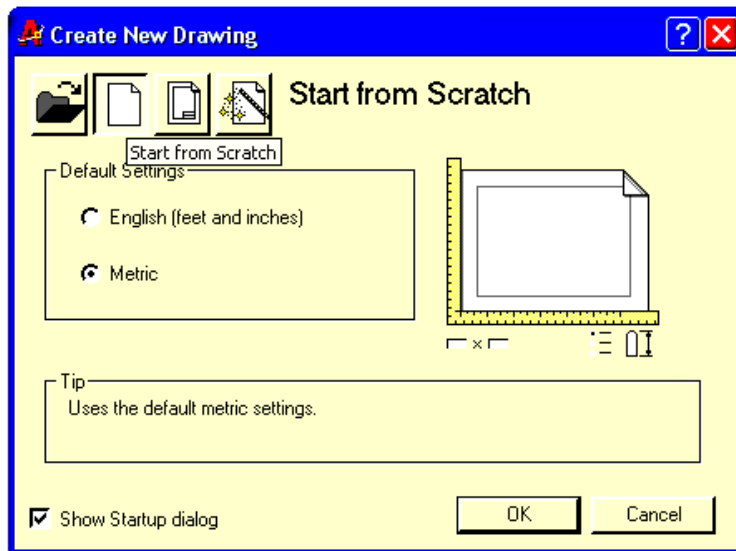 Create New Drawing
Start from Scratch
Start from Scratch
Default Settings
English (feet and inches)
Metric
Tip
Uses the default metric settings.
Show Startup dialog
OK
Cancel